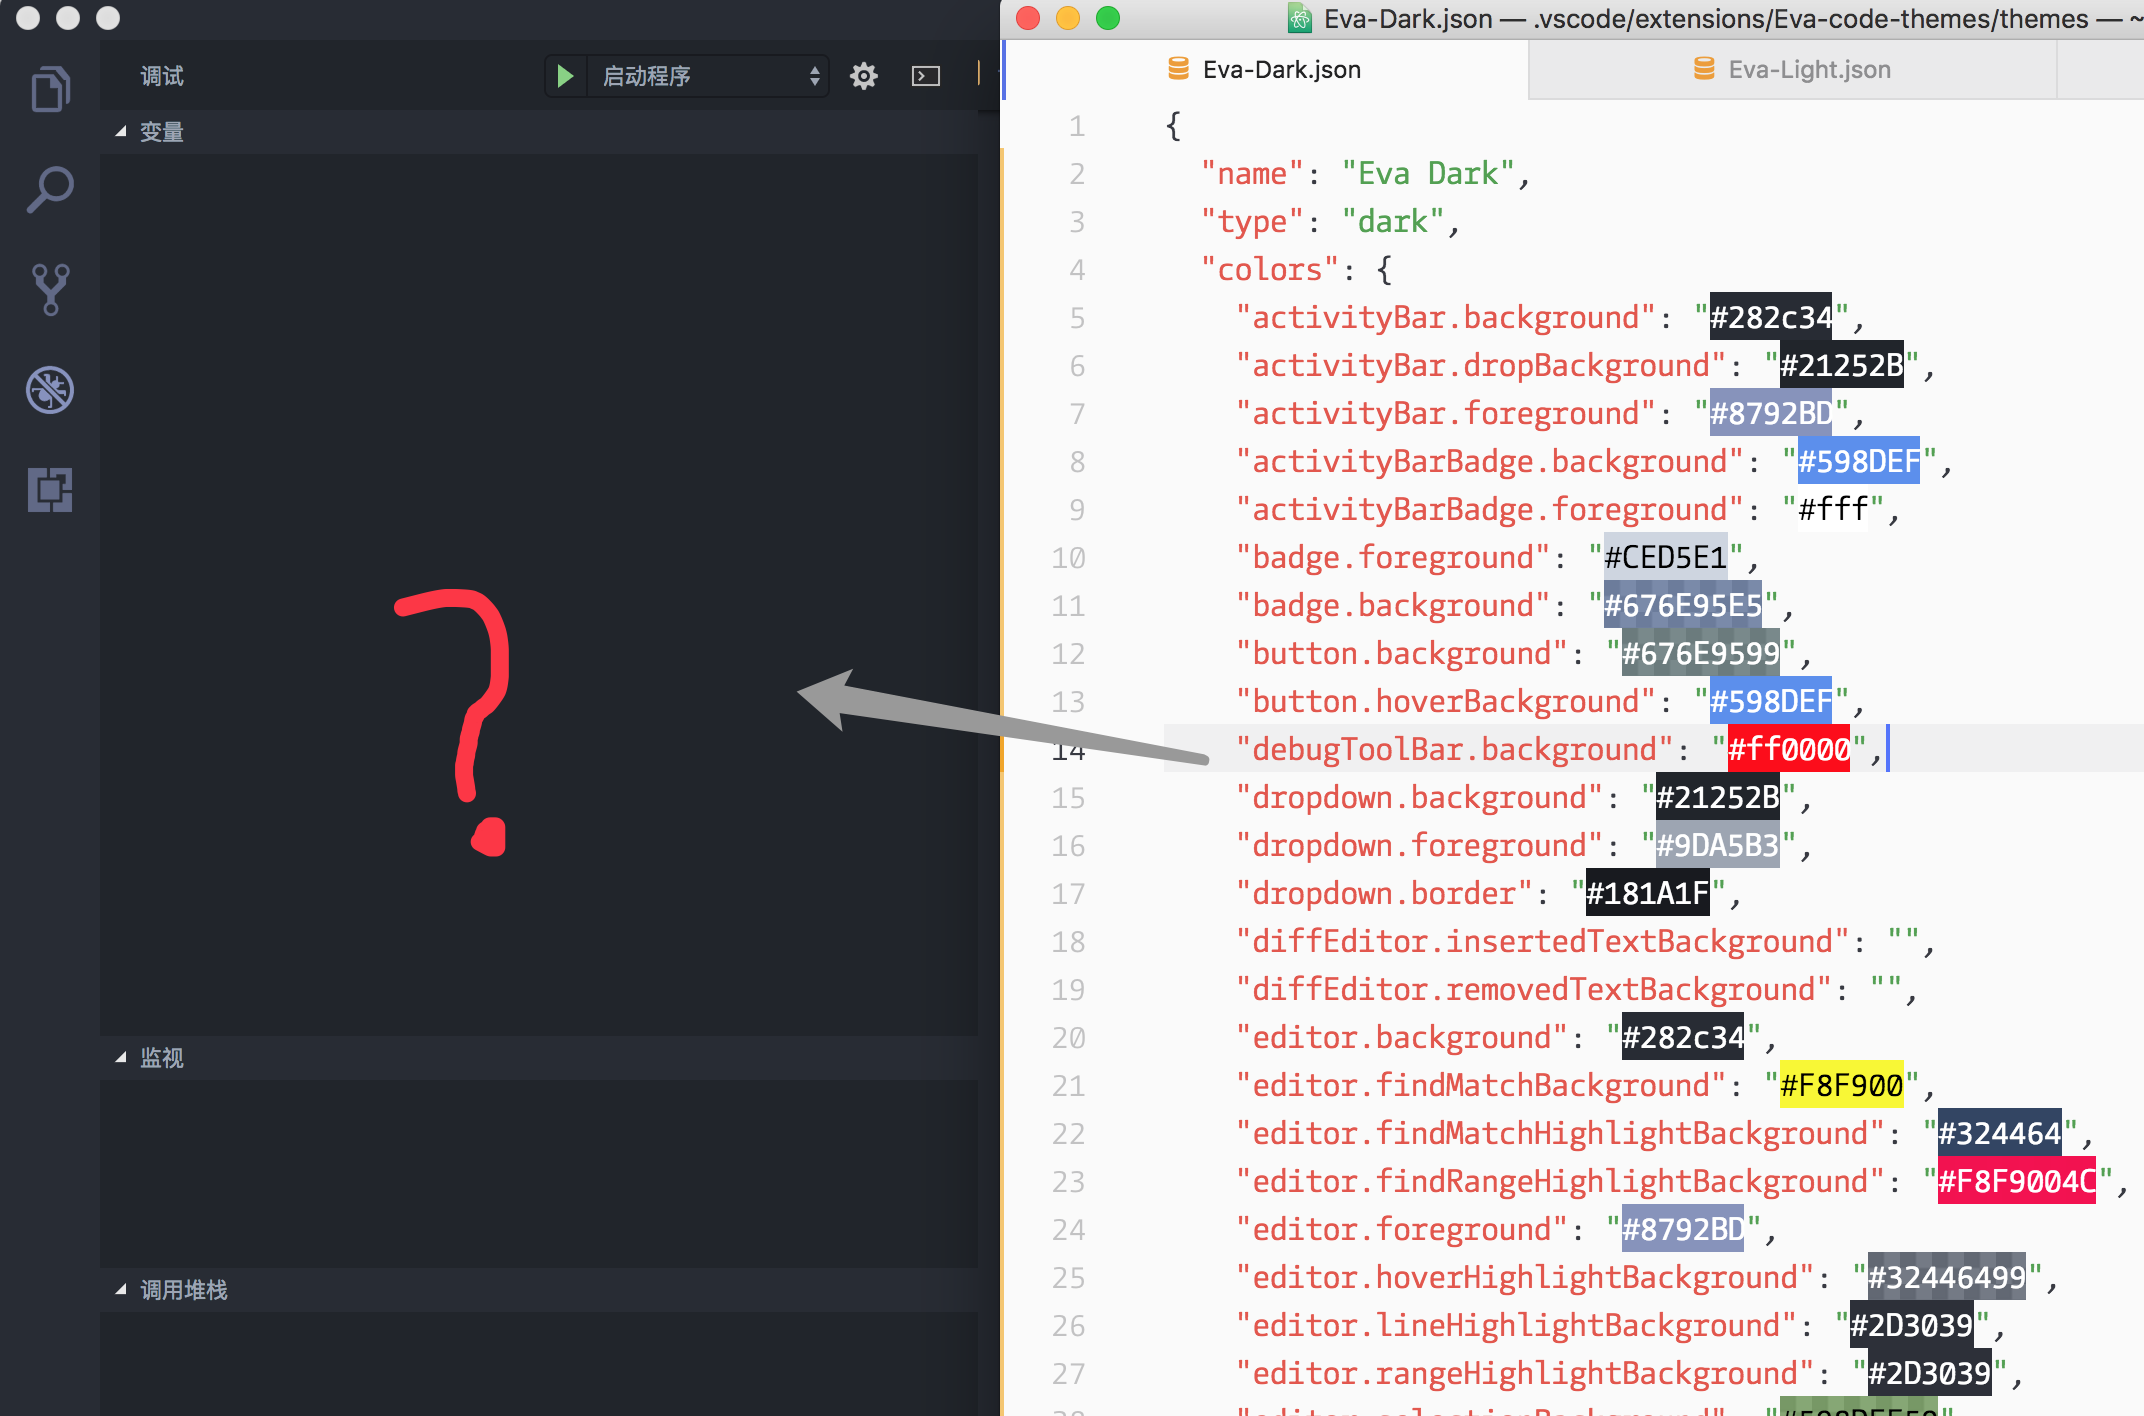 调试
启动程序
变量
监视
调用堆栈
Eva-Dark.json — .vscode/extensions/Eva-code-themes/themes — ~
Eva-Dark.json
Eva-Light.json
1 {
2 "name": "Eva Dark",
3 "type": "dark",
4 "colors": {
5 "activityBar.background": "#282c34",
6 "activityBar.dropBackground": "#21252B",
7 "activityBar.foreground": "#8792BD",
8 "activityBarBadge.background": "#598DEF",
9 "activityBarBadge.foreground": "#fff",
10 "badge.foreground": "#CED5E1",
11 "badge.background": "#676E95E5",
12 "button.background": "#676E9599",
13 "button.hoverBackground": "#598DEF",
14 "debugToolBar.background": "#ff0000",
15 "dropdown.background": "#21252B",
16 "dropdown.foreground": "#9DA5B3",
17 "dropdown.border": "#181A1F",
18 "diffEditor.insertedTextBackground": "",
19 "diffEditor.removedTextBackground": "",
20 "editor.background": "#282c34",
21 "editor.findMatchBackground": "#F8F900",
22 "editor.findMatchHighlightBackground": "#324464",
23 "editor.findRangeHighlightBackground": "#F8F9004C",
24 "editor.foreground": "#8792BD",
25 "editor.hoverHighlightBackground": "#32446499",
26 "editor.lineHighlightBackground": "#2D3039",
27 "editor.rangeHighlightBackground": "#2D3039",
?